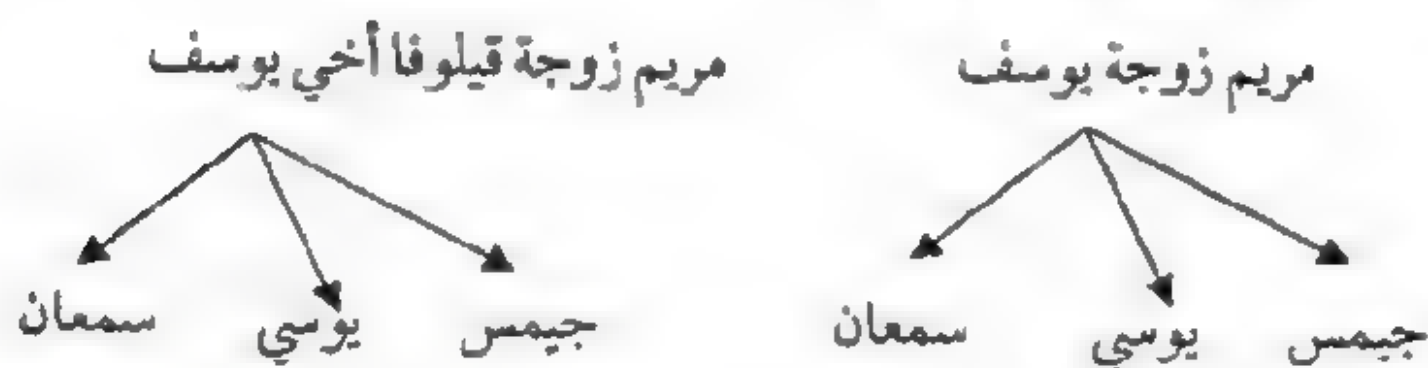 مريم زوجة يوسف
مريم زوجة قيلوفا أخي يوسف
جيمس يوسي سمعان
جيمس يوسي سمعان